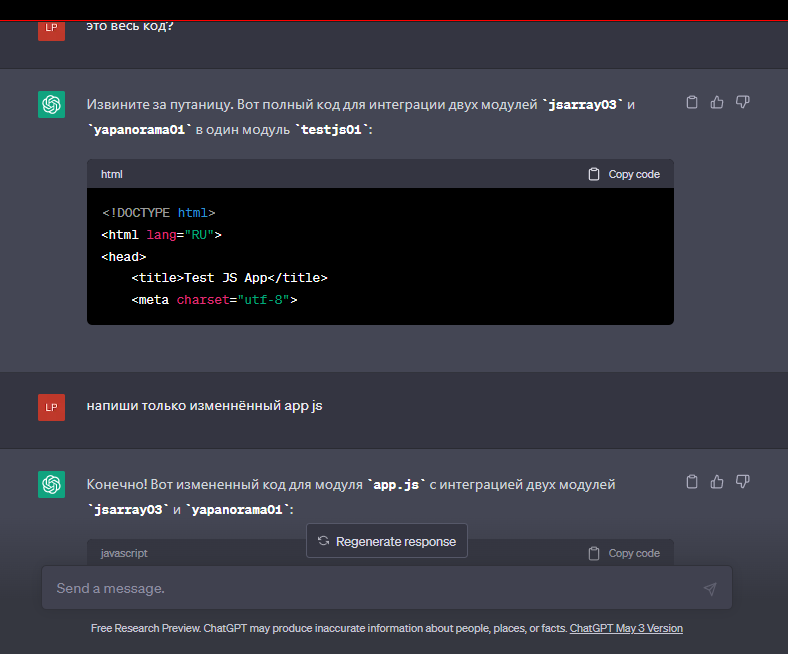 LP
это весь код?
Извините за путаницу. Вот полный код для интеграции двух модулей `jsarray03` и
`yapanorama01` в один модуль `testjs01`:
html
Copy code
<!DOCTYPE html>
<html lang="RU">
<head>
    <title>Test JS App</title>
    <meta charset="utf-8">
LP
напиши только изменнённый app js
Конечно! Вот измененный код для модуля `app.js` с интеграцией двух модулей
`jsarray03` и `yapanorama01`:
Regenerate response
javascript
Copy code
Send a message.
Free Research Preview. ChatGPT may produce inaccurate information about people, places, or facts. ChatGPT May 3 Version